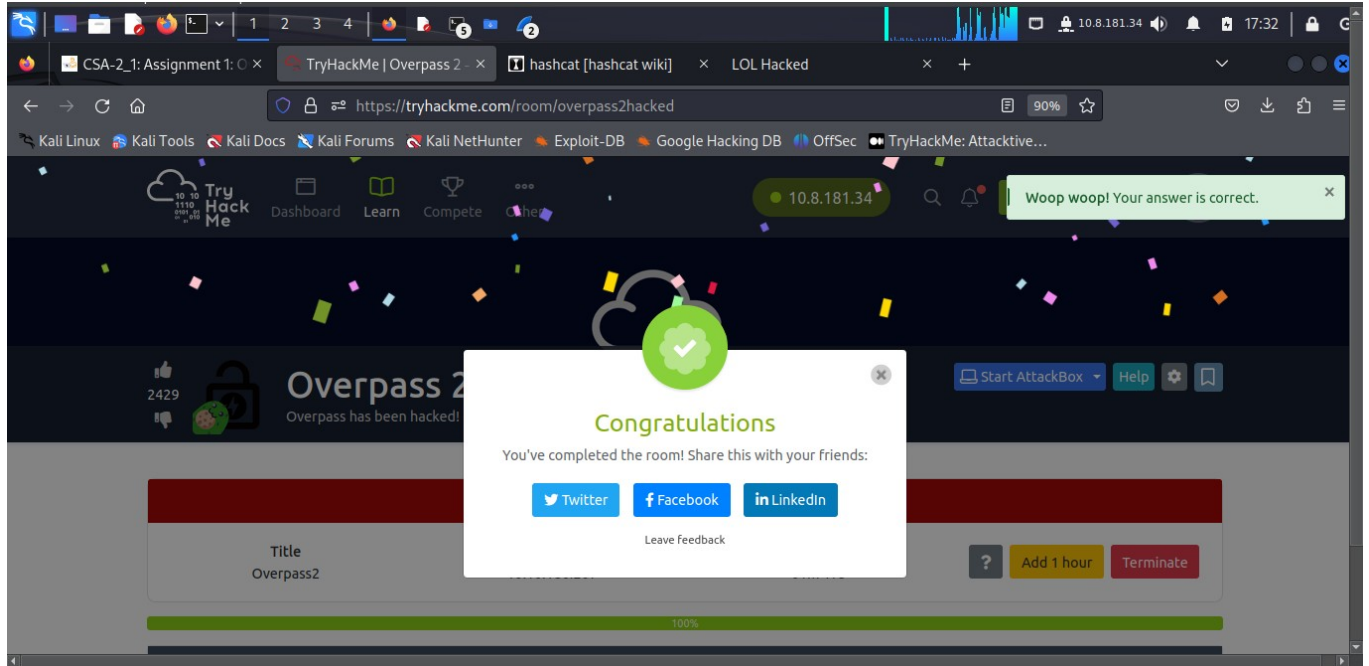 1 2 3 4 5 2 10.8.181.34 17:32 G
CSA-2_1: Assignment 1: O TryHackMe | Overpass 2 - hashcat [hashcat wiki] LOL Hacked
https://tryhackme.com/room/overpass2hacked 90%
Kali Linux Kali Tools Kali Docs Kali Forums Kali NetHunter Exploit-DB Google Hacking DB OffSec TryHackMe: Attacktive…
Try
Hack
Me
Dashboard Learn Compete
10.8.181.34
Woop woop! Your answer is correct.
2429
Overpass 2
Overpass has been hacked!
Start AttackBox Help
Congratulations
You've completed the room! Share this with your friends:
Twitter Facebook in LinkedIn
Leave feedback
Title
Overpass2
? Add 1 hour Terminate
100%